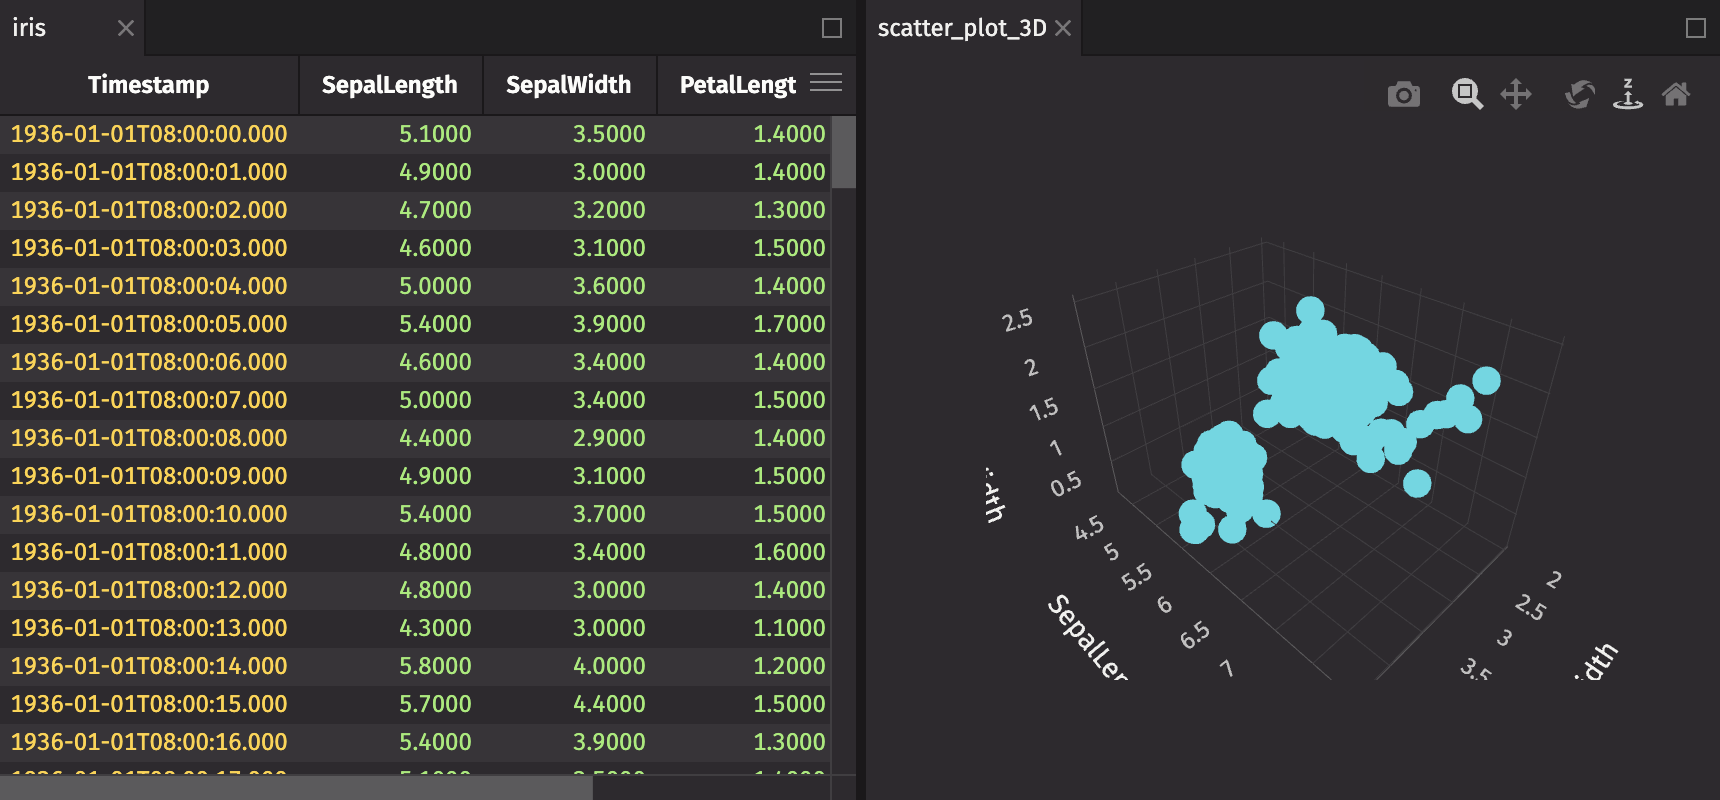 iris
Timestamp SepalLength SepalWidth PetalLengt
1936-01-01T08:00:00.000 5.1000 3.5000 1.4000
1936-01-01T08:00:01.000 4.9000 3.0000 1.4000
1936-01-01T08:00:02.000 4.7000 3.2000 1.3000
1936-01-01T08:00:03.000 4.6000 3.1000 1.5000
1936-01-01T08:00:04.000 5.0000 3.6000 1.4000
1936-01-01T08:00:05.000 5.4000 3.9000 1.7000
1936-01-01T08:00:06.000 4.6000 3.4000 1.4000
1936-01-01T08:00:07.000 5.0000 3.4000 1.5000
1936-01-01T08:00:08.000 4.4000 2.9000 1.4000
1936-01-01T08:00:09.000 4.9000 3.1000 1.5000
1936-01-01T08:00:10.000 5.4000 3.7000 1.5000
1936-01-01T08:00:11.000 4.8000 3.4000 1.6000
1936-01-01T08:00:12.000 4.8000 3.0000 1.4000
1936-01-01T08:00:13.000 4.3000 3.0000 1.1000
1936-01-01T08:00:14.000 5.8000 4.0000 1.2000
1936-01-01T08:00:15.000 5.7000 4.4000 1.5000
1936-01-01T08:00:16.000 5.4000 3.9000 1.3000
scatter_plot_3D
Z
2.5
2
1.5
1
0.5
4.5
5
5.5
6
6.5
7
SepalLer
2
2.5
3
3.5
idth